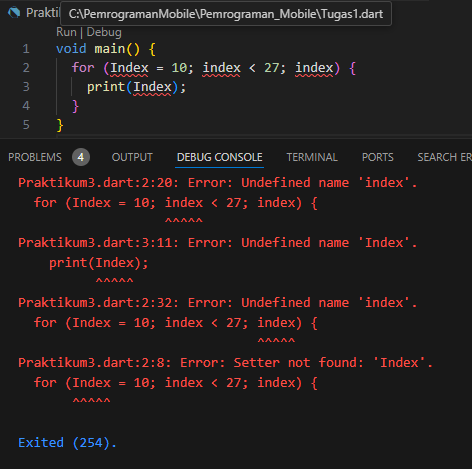 Praktil
C:\PemrogramanMobile\Pemrograman_Mobile\Tugas1.dart
Run | Debug
1 void main() {
2 for (Index = 10; index < 27; index) {
3 print(Index);
4 }
5 }
PROBLEMS 4 OUTPUT DEBUG CONSOLE TERMINAL PORTS SEARCH ER
Praktikum3.dart:2:20: Error: Undefined name 'index'.
for (Index = 10; index < 27; index) {
^^^^^
Praktikum3.dart:3:11: Error: Undefined name 'Index'.
print(Index);
^^^^^
Praktikum3.dart:2:32: Error: Undefined name 'index'.
for (Index = 10; index < 27; index) {
^^^^^
Praktikum3.dart:2:8: Error: Setter not found: 'Index'.
for (Index = 10; index < 27; index) {
^^^^^
Exited (254).